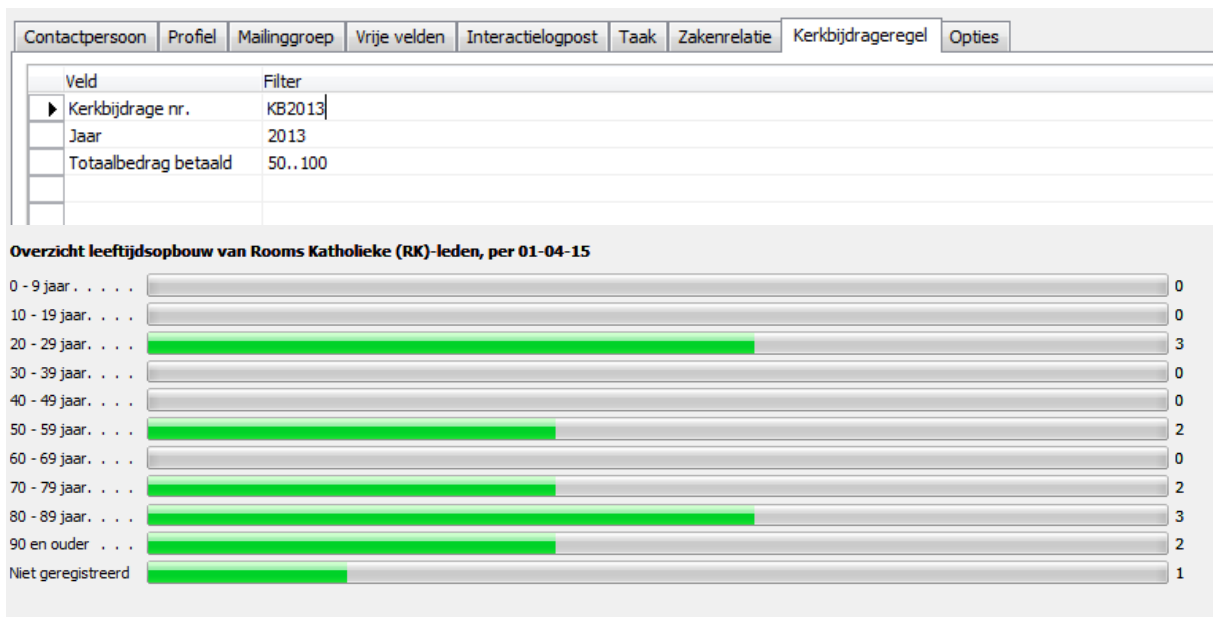 Contactpersoon Profiel Mailinggroep Vrije velden Interactielogpost Taak Zakenrelatie Kerkbijdrageregel Opties
Veld Filter
Kerkbijdrage nr. KB2013
Jaar 2013
Totaalbedrag betaald 50..100
Overzicht leeftijdsopbouw van Rooms Katholieke (RK)-leden, per 01-04-15
0 - 9 jaar . . . . . 0
10 - 19 jaar. . . . 0
20 - 29 jaar. . . . 3
30 - 39 jaar. . . . 0
40 - 49 jaar. . . . 0
50 - 59 jaar. . . . 2
60 - 69 jaar. . . . 0
70 - 79 jaar. . . . 2
80 - 89 jaar. . . . 3
90 en ouder . . . 2
Niet geregistreerd 1